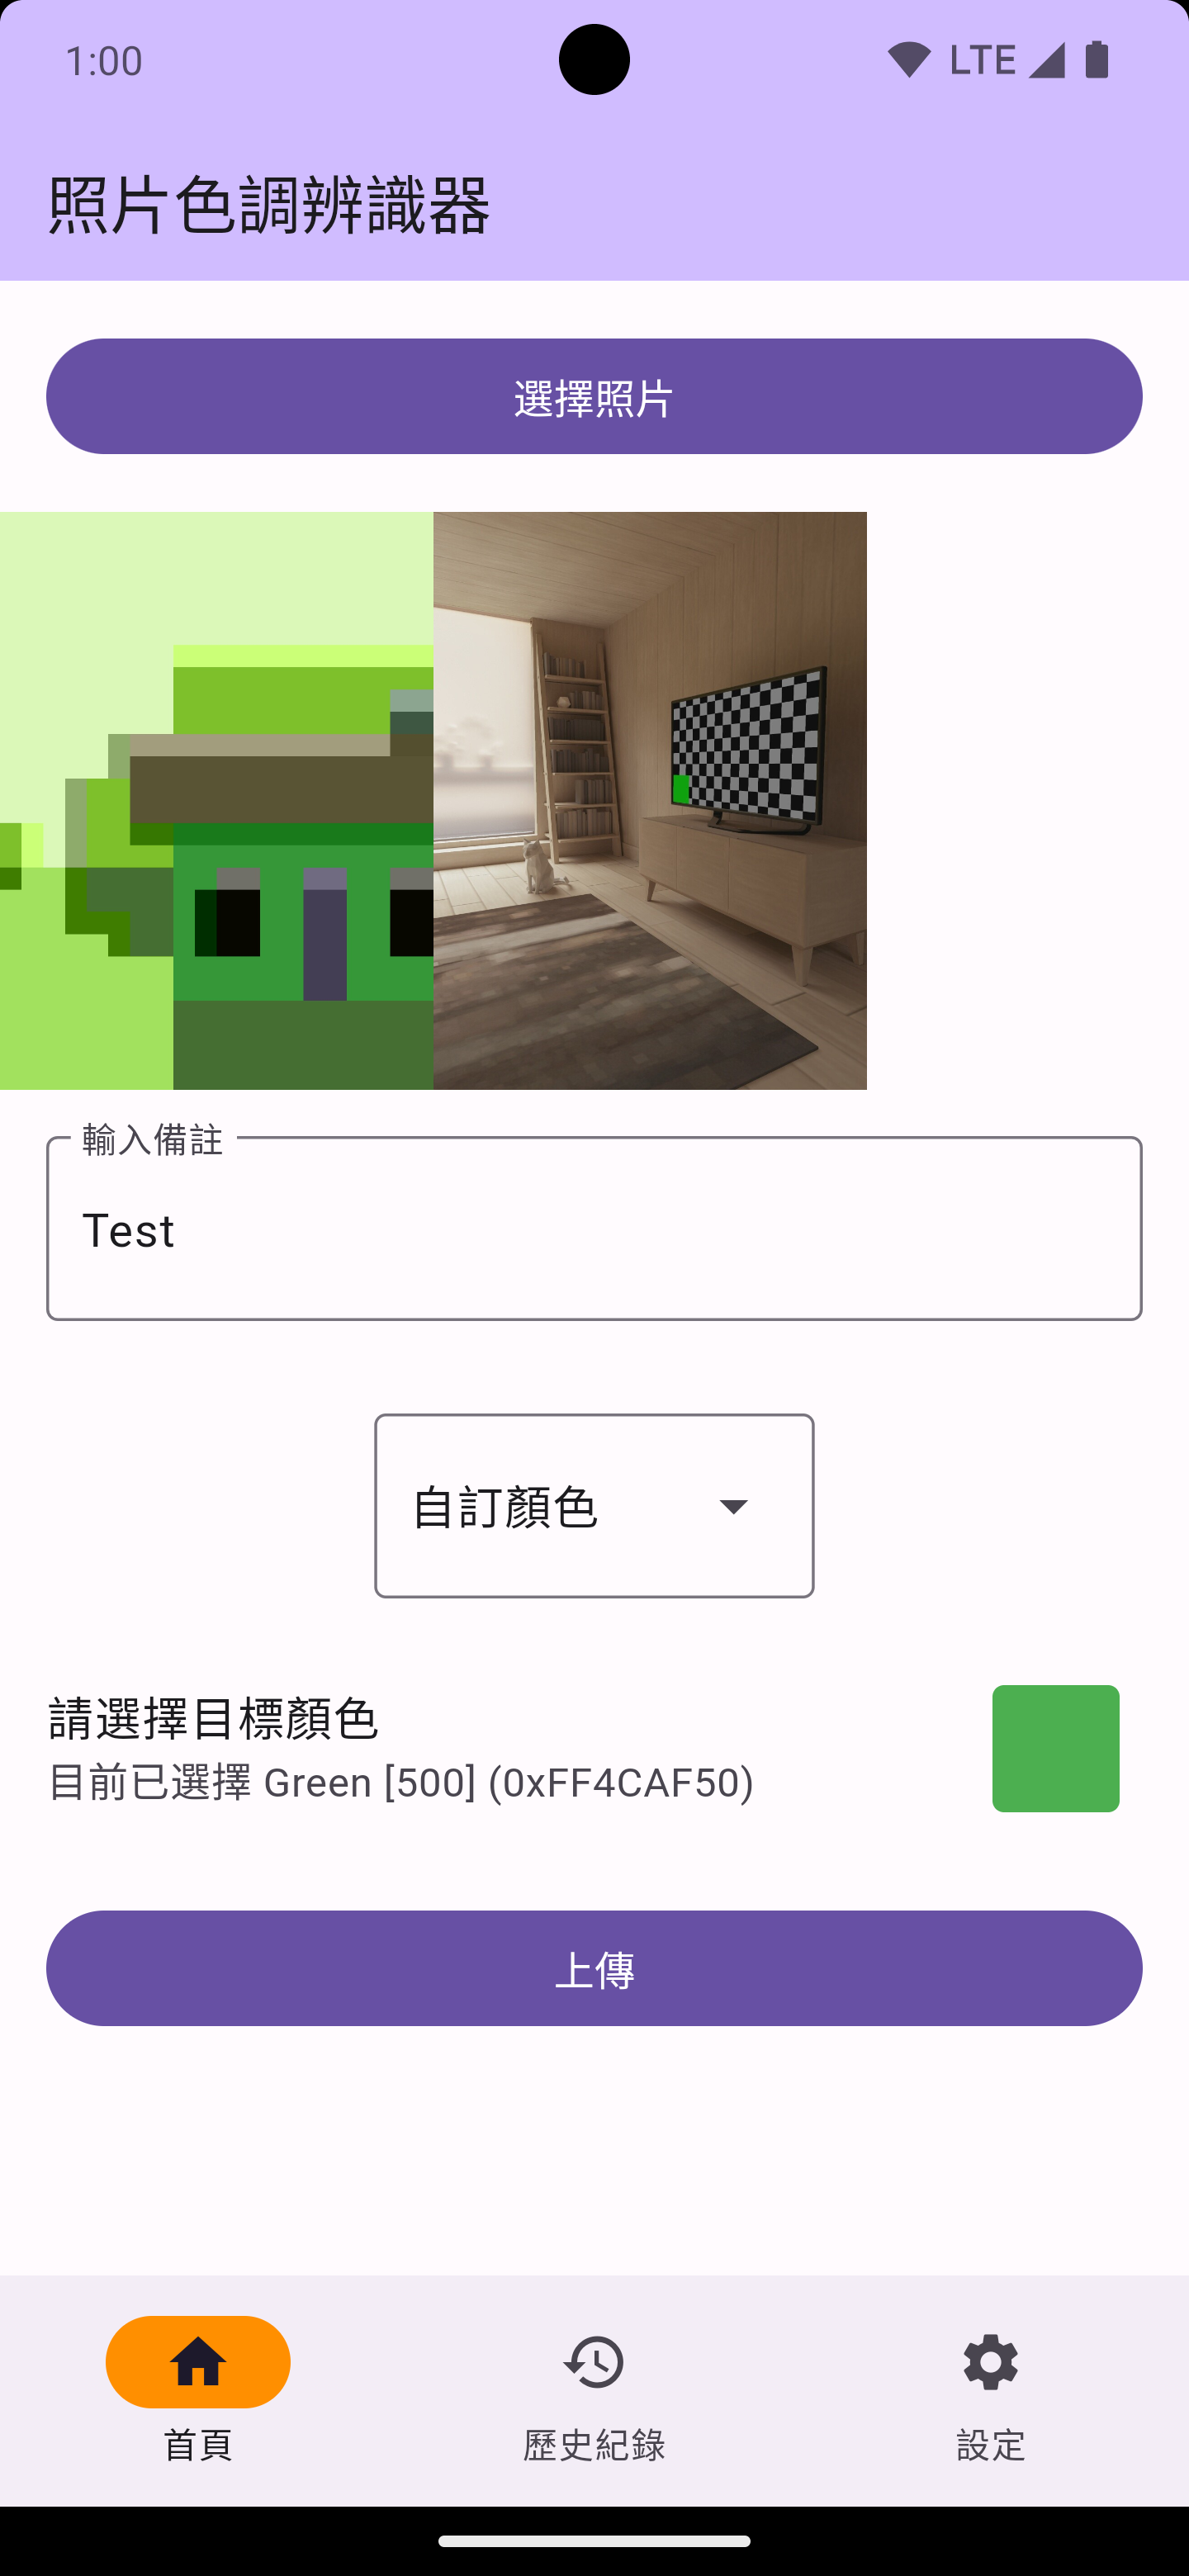 1:00
LTE
照片色調辨識器
選擇照片
輸入備註
Test
自訂顏色
請選擇目標顏色
目前已選擇 Green [500] (0xFF4CAF50)
上傳
首頁
歷史紀錄
設定